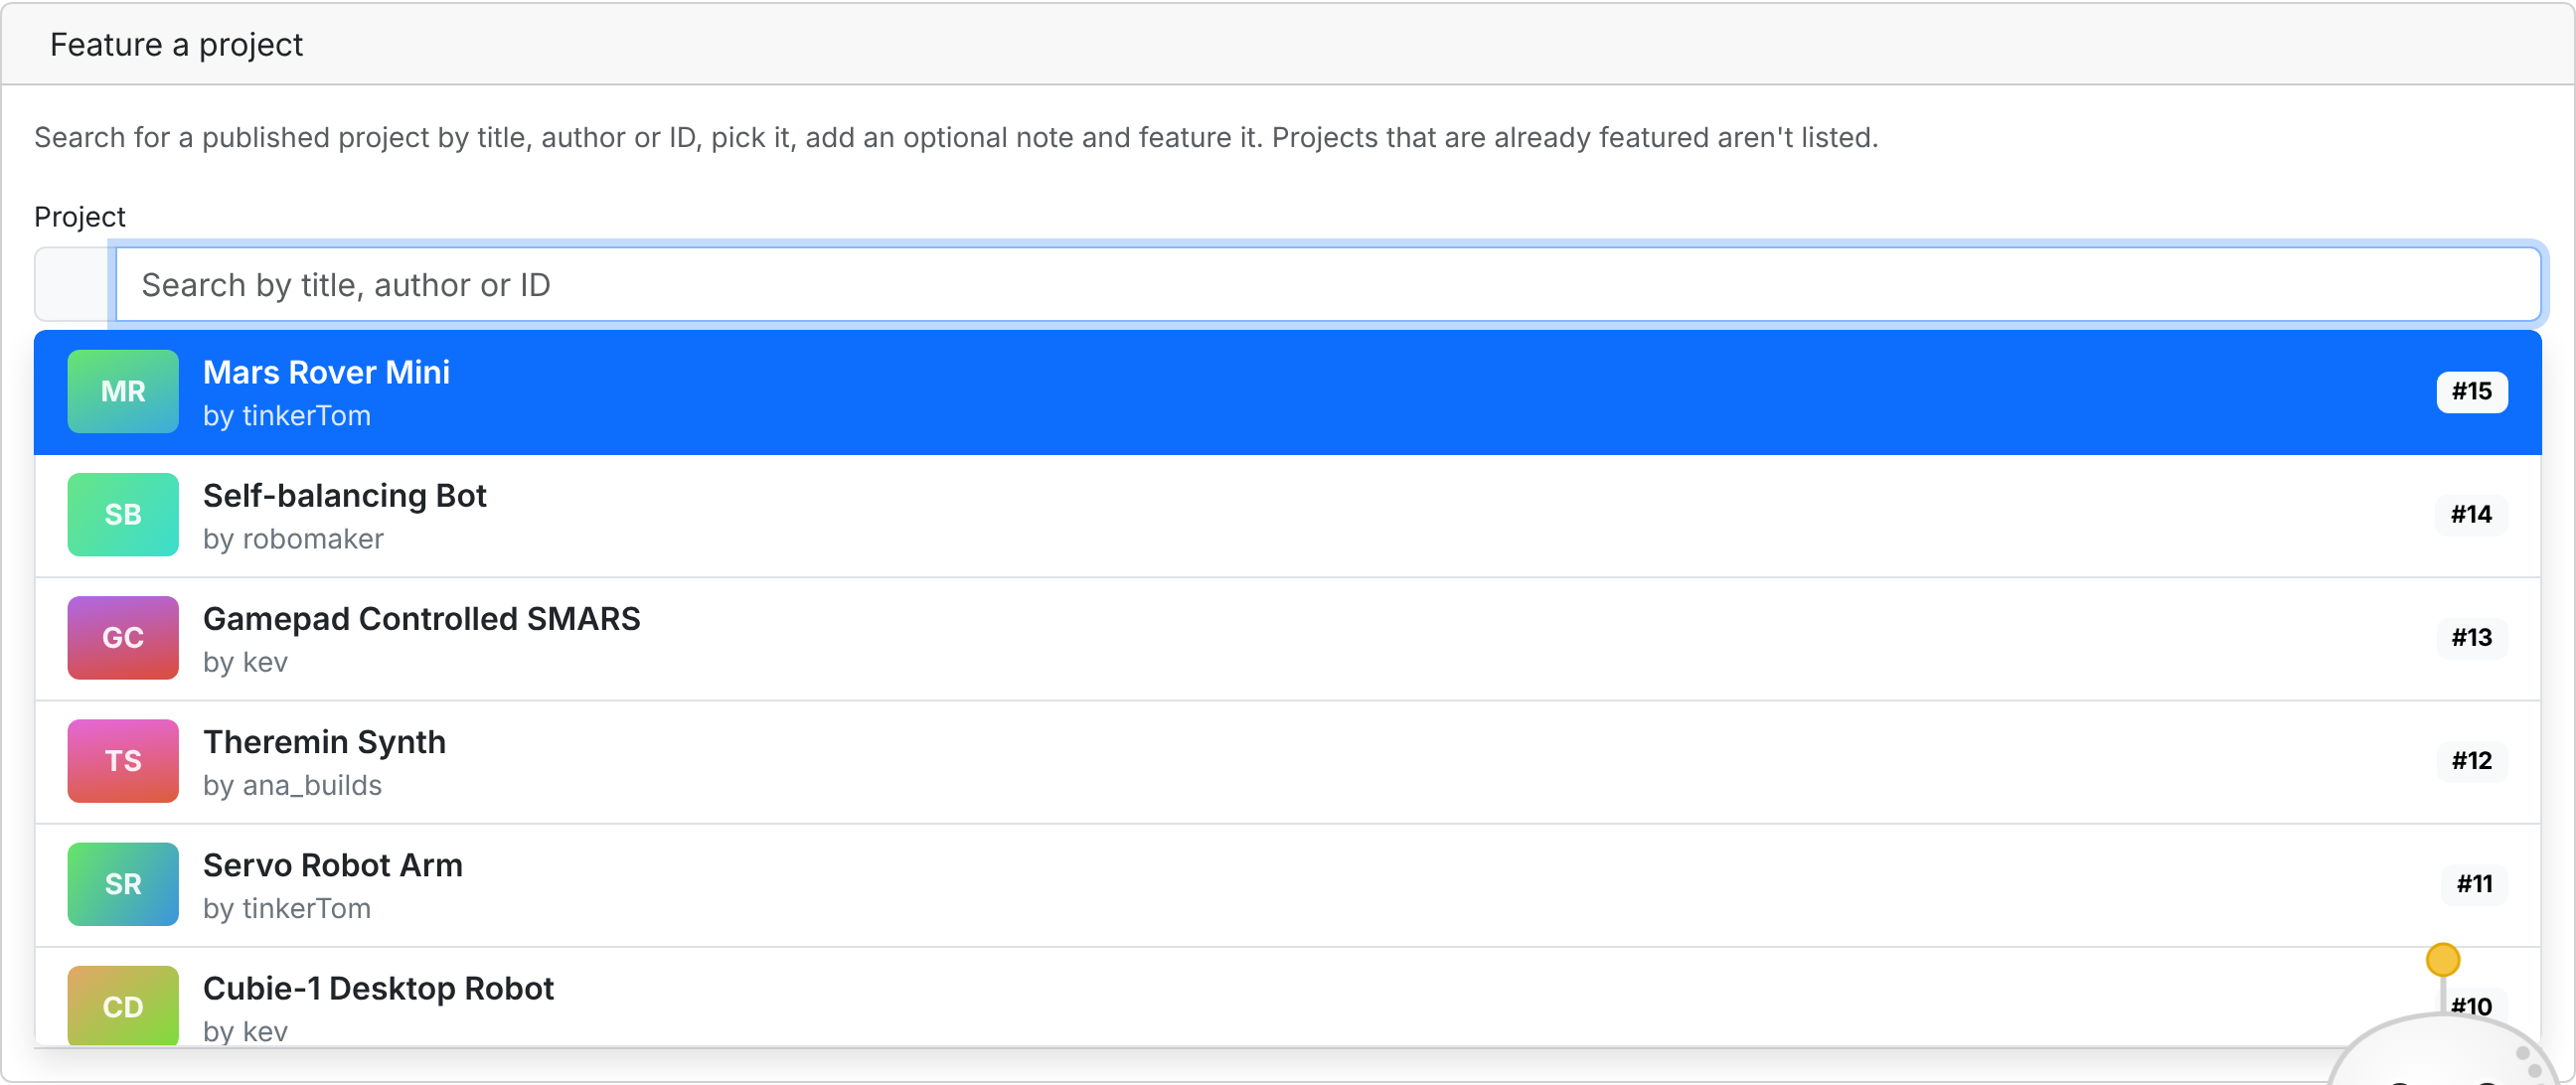 Feature a project
Search for a published project by title, author or ID, pick it, add an optional note and feature it. Projects that are already featured aren't listed.
Project
Search by title, author or ID
MR Mars Rover Mini #15
by tinkerTom
SB Self-balancing Bot #14
by robomaker
GC Gamepad Controlled SMARS #13
by kev
TS Theremin Synth #12
by ana_builds
SR Servo Robot Arm #11
by tinkerTom
CD Cubie-1 Desktop Robot #10
by kev